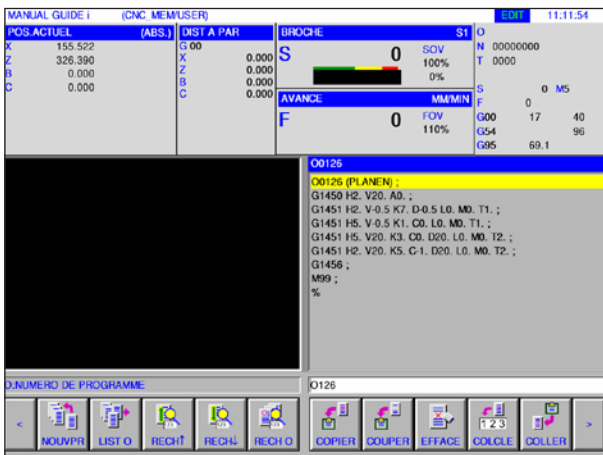 MANUAL GUIDE i (CNC_MEM/USER) EDIT 11:11:54
POS.ACTUEL (ABS.)
X 155.522
Z 326.390
B 0.000
C 0.000
DIST A PAR
G 00
X 0.000
Z 0.000
B 0.000
C 0.000
BROCHE S1
S 0 SOV
100%
0%
AVANCE MM/MIN
F 0 FOV
110%
O
N 00000000
T 0000
S 0 M5
F 0
G00 17 40
G54 96
G95 69.1
O0126
O0126 (PLANEN) ;
G1450 H2. V20. A0. ;
G1451 H2. V-0.5 K7. D-0.5 L0. M0. T1. ;
G1451 H5. V-0.5 K1. C0. L0. M0. T1. ;
G1451 H5. V20. K3. C0. D20. L0. M0. T2. ;
G1451 H2. V20. K5. C-1. D20. L0. M0. T2. ;
G1456 ;
M99 ;
%
O:NUMERO DE PROGRAMME
O126
< NOUVPR LIST O RECH↑ RECH↓ RECH O COPIER COUPER EFFACE COLCLE COLLER >